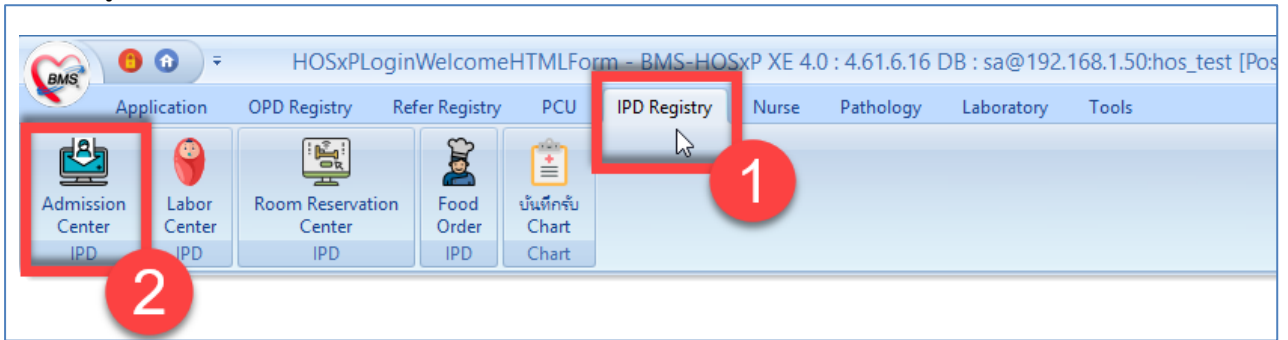 BMS
HOSxPLoginWelcomeHTMLForm - BMS-HOSxP XE 4.0 : 4.61.6.16 DB : sa@192.168.1.50:hos_test [Pos
Application OPD Registry Refer Registry PCU IPD Registry Nurse Pathology Laboratory Tools
1
Admission Center
Labor Center
Room Reservation Center
Food Order
บันทึกรับ Chart
IPD IPD IPD IPD Chart
2